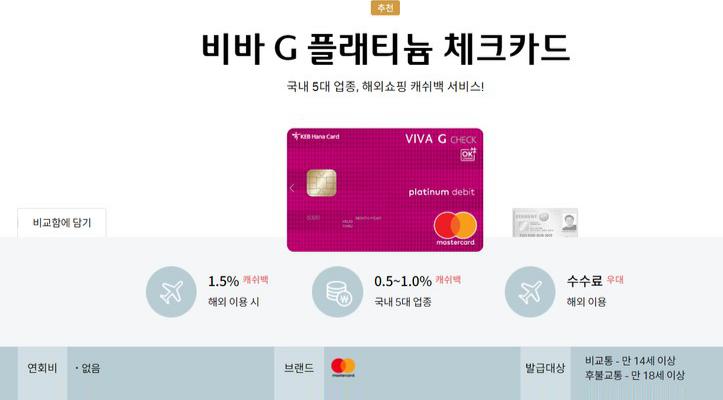 추천
비바 G 플래티늄 체크카드
국내 5대 업종, 해외쇼핑 캐쉬백 서비스!
KEB Hana Card
VIVA G CHECK
OK
platinum debit
mastercard
비교함에 담기
1.5% 캐쉬백
해외 이용 시
0.5~1.0% 캐쉬백
국내 5대 업종
수수료 우대
해외 이용
연회비
· 없음
브랜드
mastercard
발급대상
비교통 - 만 14세 이상
후불교통 - 만 18세 이상